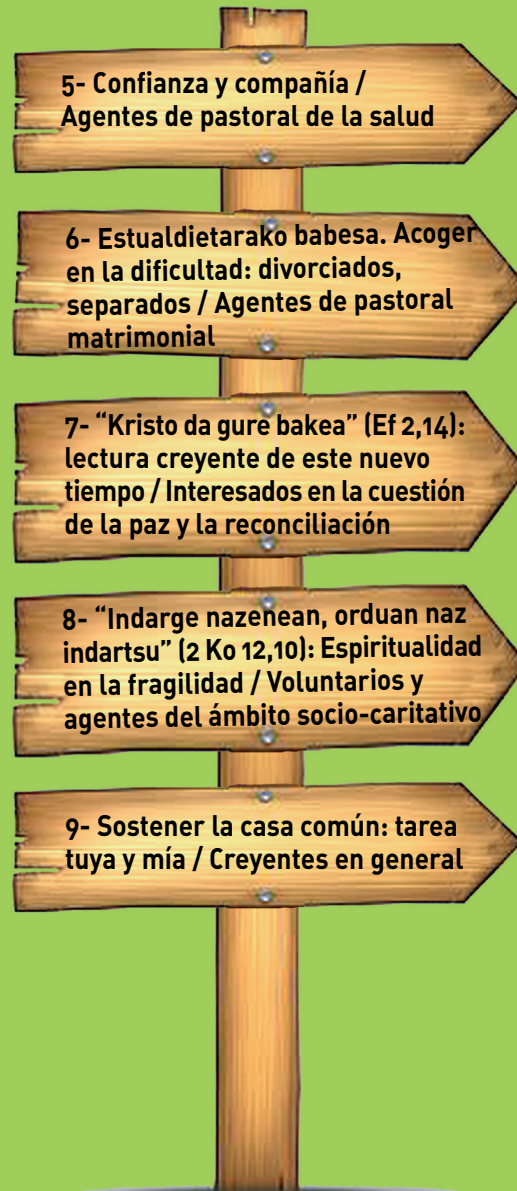 5- Confianza y compañía /
Agentes de pastoral de la salud
6- Estualdietarako babesa. Acoger
en la dificultad: divorciados,
separados / Agentes de pastoral
matrimonial
7- “Kristo da gure bakea” (Ef 2,14):
lectura creyente de este nuevo
tiempo / Interesados en la cuestión
de la paz y la reconciliación
8- “Indarge nazenean, orduan naz
indartsu” (2 Ko 12,10): Espiritualidad
en la fragilidad / Voluntarios y
agentes del ámbito socio-caritativo
9- Sostener la casa común: tarea
tuya y mía / Creyentes en general